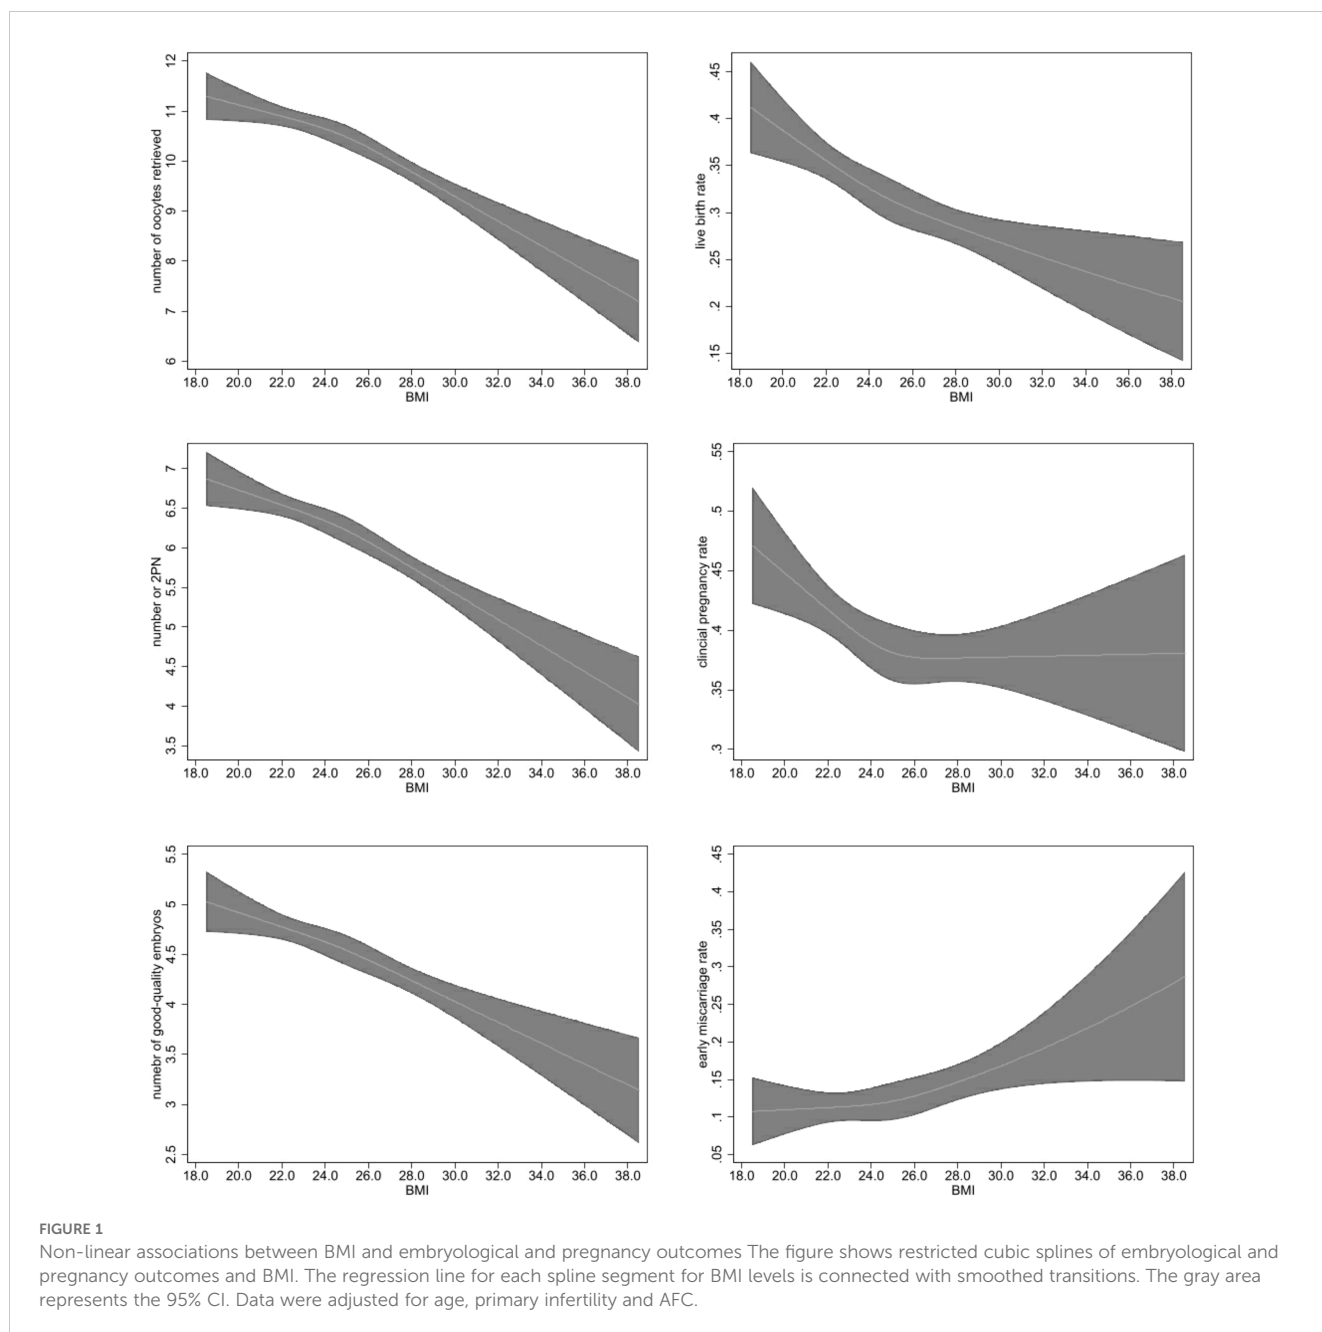 12
11
10
9
8
7
6
number of oocytes retrieved
18.0 20.0 22.0 24.0 26.0 28.0 30.0 32.0 34.0 36.0 38.0
BMI
.45
.4
.35
.3
.25
.2
.15
live birth rate
18.0 20.0 22.0 24.0 26.0 28.0 30.0 32.0 34.0 36.0 38.0
BMI
7
6.5
6
5.5
5
4.5
4
3.5
number or 2PN
18.0 20.0 22.0 24.0 26.0 28.0 30.0 32.0 34.0 36.0 38.0
BMI
.55
.5
.45
.4
.35
.3
clincial pregnancy rate
18.0 20.0 22.0 24.0 26.0 28.0 30.0 32.0 34.0 36.0 38.0
BMI
5.5
5
4.5
4
3.5
3
2.5
numebr of good-quality embryos
18.0 20.0 22.0 24.0 26.0 28.0 30.0 32.0 34.0 36.0 38.0
BMI
.45
.4
.35
.3
.25
.2
.15
.1
.05
early miscarriage rate
18.0 20.0 22.0 24.0 26.0 28.0 30.0 32.0 34.0 36.0 38.0
BMI
FIGURE 1
Non-linear associations between BMI and embryological and pregnancy outcomes The figure shows restricted cubic splines of embryological and
pregnancy outcomes and BMI. The regression line for each spline segment for BMI levels is connected with smoothed transitions. The gray area
represents the 95% CI. Data were adjusted for age, primary infertility and AFC.